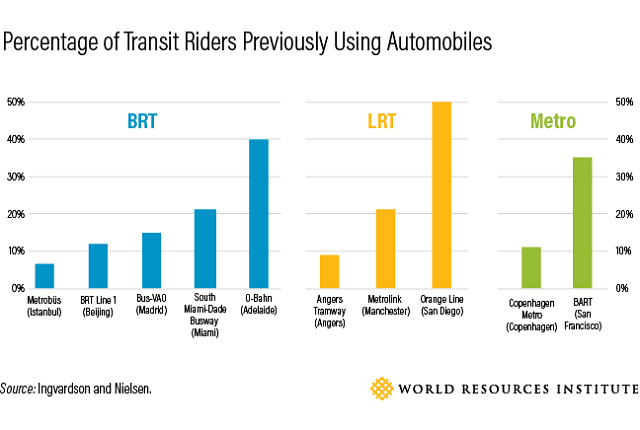 Percentage of Transit Riders Previously Using Automobiles
BRT
LRT
Metro
50%
40%
30%
20%
10%
0%
50%
40%
30%
20%
10%
0%
Metrobüs
(Istanbul)
BRT Line 1
(Beijing)
Bus-VAO
(Madrid)
South
Miami-Dade
Busway
(Miami)
O-Bahn
(Adelaide)
Angers
Tramway
(Angers)
Metrolink
(Manchester)
Orange Line
(San Diego)
Copenhagen
Metro
(Copenhagen)
BART
(San
Francisco)
Source: Ingvardson and Nielsen.
WORLD RESOURCES INSTITUTE